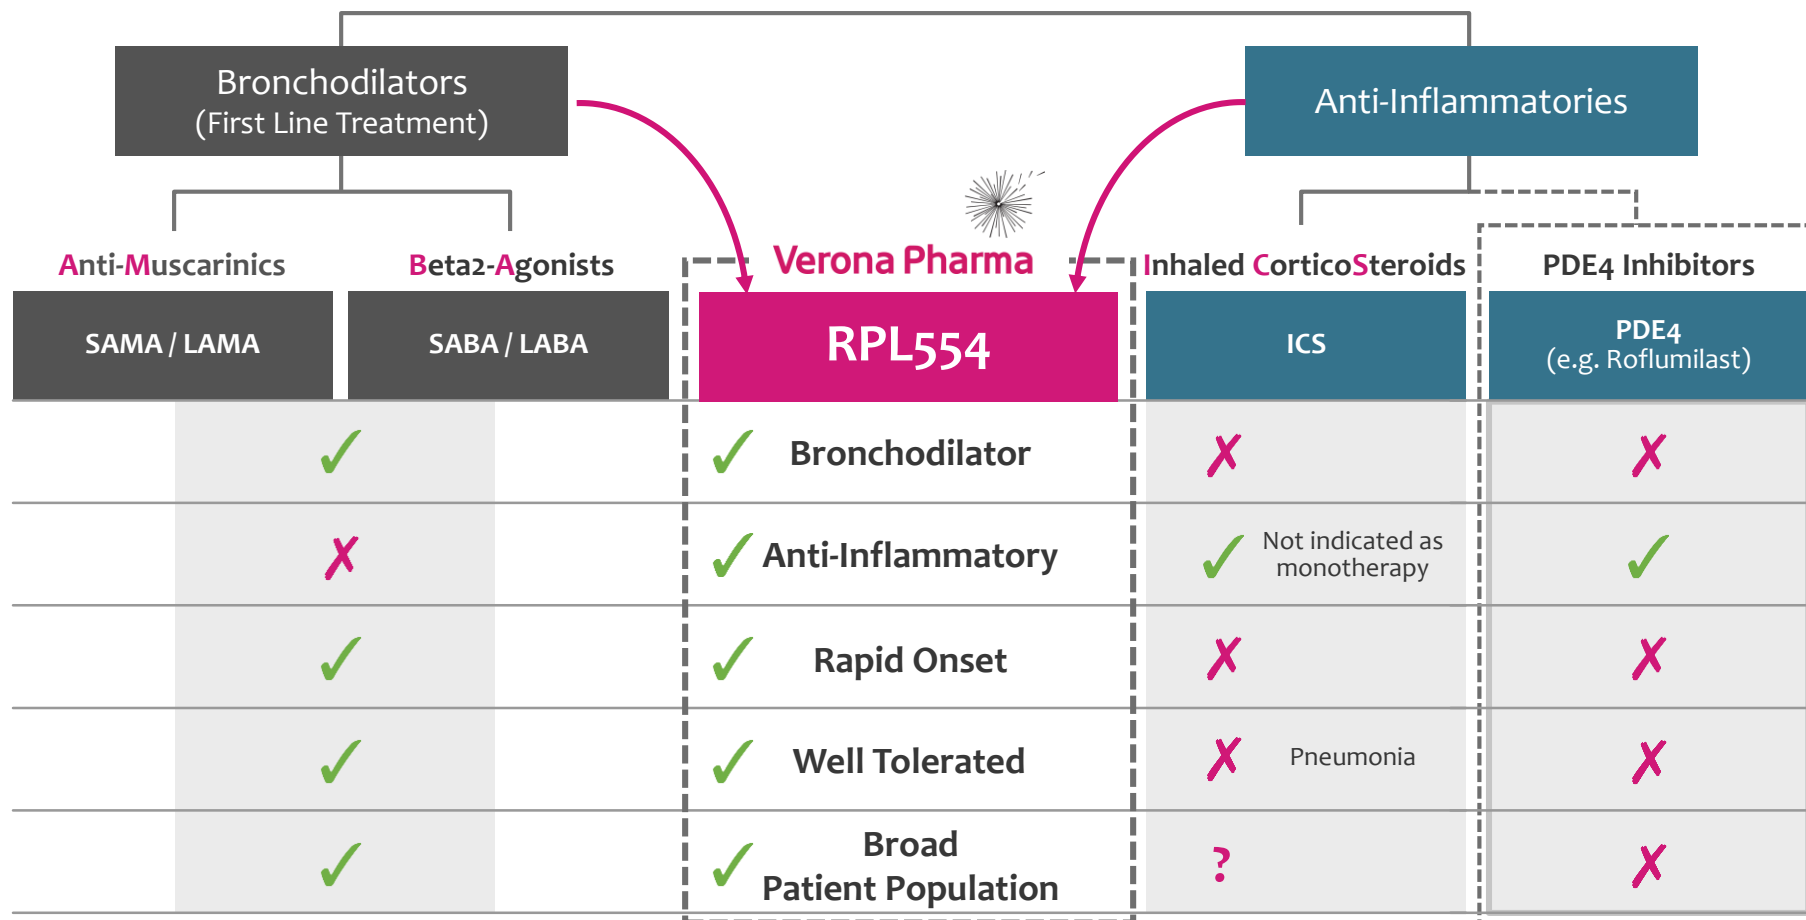 Bronchodilators
(First Line Treatment)
Anti-Inflammatories
Anti-Muscarinics
Beta2-Agonists
Verona Pharma
Inhaled CorticoSteroids
PDE4 Inhibitors
SAMA / LAMA
SABA / LABA
RPL554
ICS
PDE4
(e.g. Roflumilast)
✓
✓ Bronchodilator
✗
✗
✗
✓ Anti-Inflammatory
✓ Not indicated as
monotherapy
✓
✓
✓ Rapid Onset
✗
✗
✓
✓ Well Tolerated
✗ Pneumonia
✗
✓
✓ Broad
Patient Population
?
✗